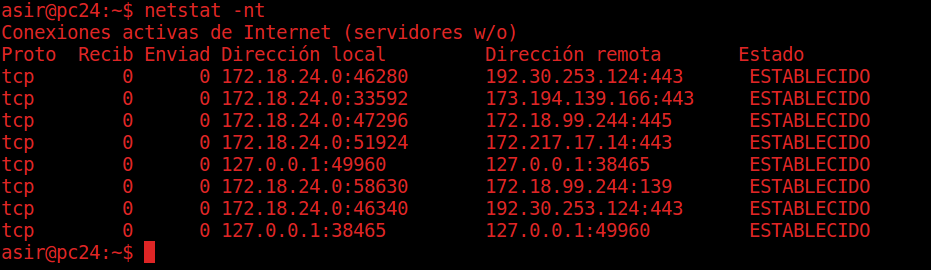 asir@pc24:~$ netstat -nt
Conexiones activas de Internet (servidores w/o)
Proto  Recib Enviad Dirección local         Dirección remota       Estado
tcp        0      0 172.18.24.0:46280       192.30.253.124:443      ESTABLECIDO
tcp        0      0 172.18.24.0:33592       173.194.139.166:443     ESTABLECIDO
tcp        0      0 172.18.24.0:47296       172.18.99.244:445       ESTABLECIDO
tcp        0      0 172.18.24.0:51924       172.217.17.14:443       ESTABLECIDO
tcp        0      0 127.0.0.1:49960         127.0.0.1:38465         ESTABLECIDO
tcp        0      0 172.18.24.0:58630       172.18.99.244:139       ESTABLECIDO
tcp        0      0 172.18.24.0:46340       192.30.253.124:443      ESTABLECIDO
tcp        0      0 127.0.0.1:38465         127.0.0.1:49960         ESTABLECIDO
asir@pc24:~$